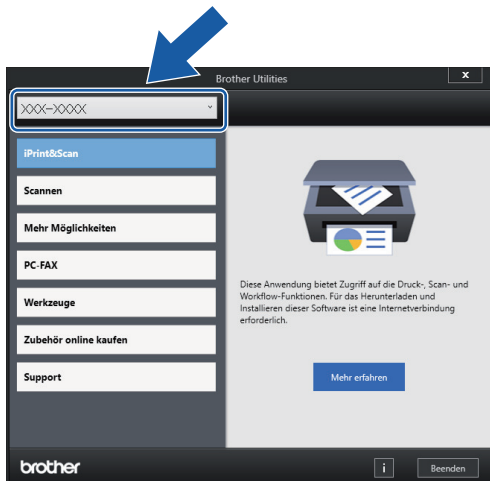 Brother Utilities
x
XXX-XXXX
iPrint&Scan
Scannen
Mehr Möglichkeiten
PC-FAX
Werkzeuge
Zubehör online kaufen
Support
Diese Anwendung bietet Zugriff auf die Druck-, Scan- und
Workflow-Funktionen. Für das Herunterladen und
Installieren dieser Software ist eine Internetverbindung
erforderlich.
Mehr erfahren
brother
i
Beenden